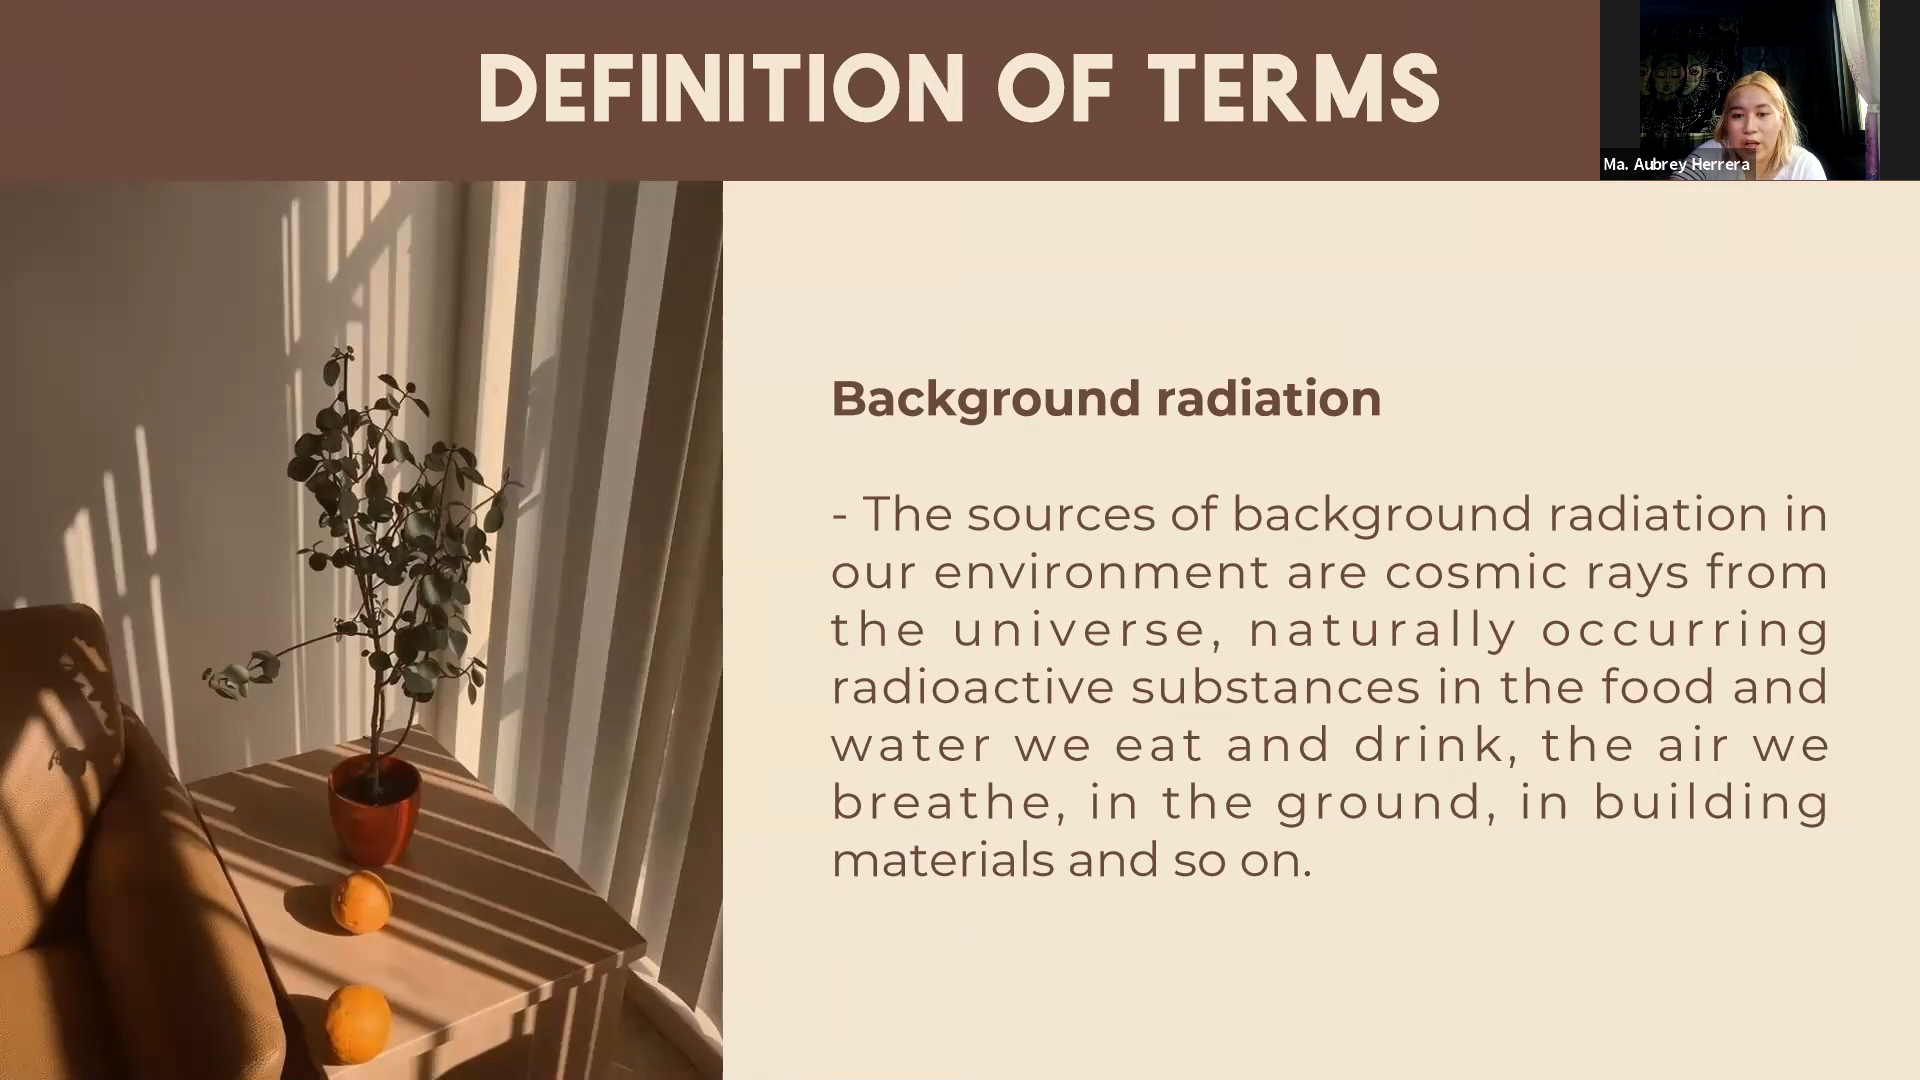 DEFINITION OF TERMS
Ma. Aubrey Herrera
Background radiation
- The sources of background radiation in
our environment are cosmic rays from
the universe, naturally occurring
radioactive substances in the food and
water we eat and drink, the air we
breathe, in the ground, in building
materials and so on.